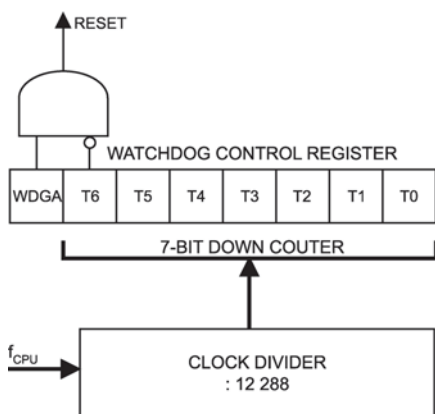 RESET
WATCHDOG CONTROL REGISTER
WDGA T6 T5 T4 T3 T2 T1 T0
7-BIT DOWN COUTER
fCPU
CLOCK DIVIDER
: 12 288